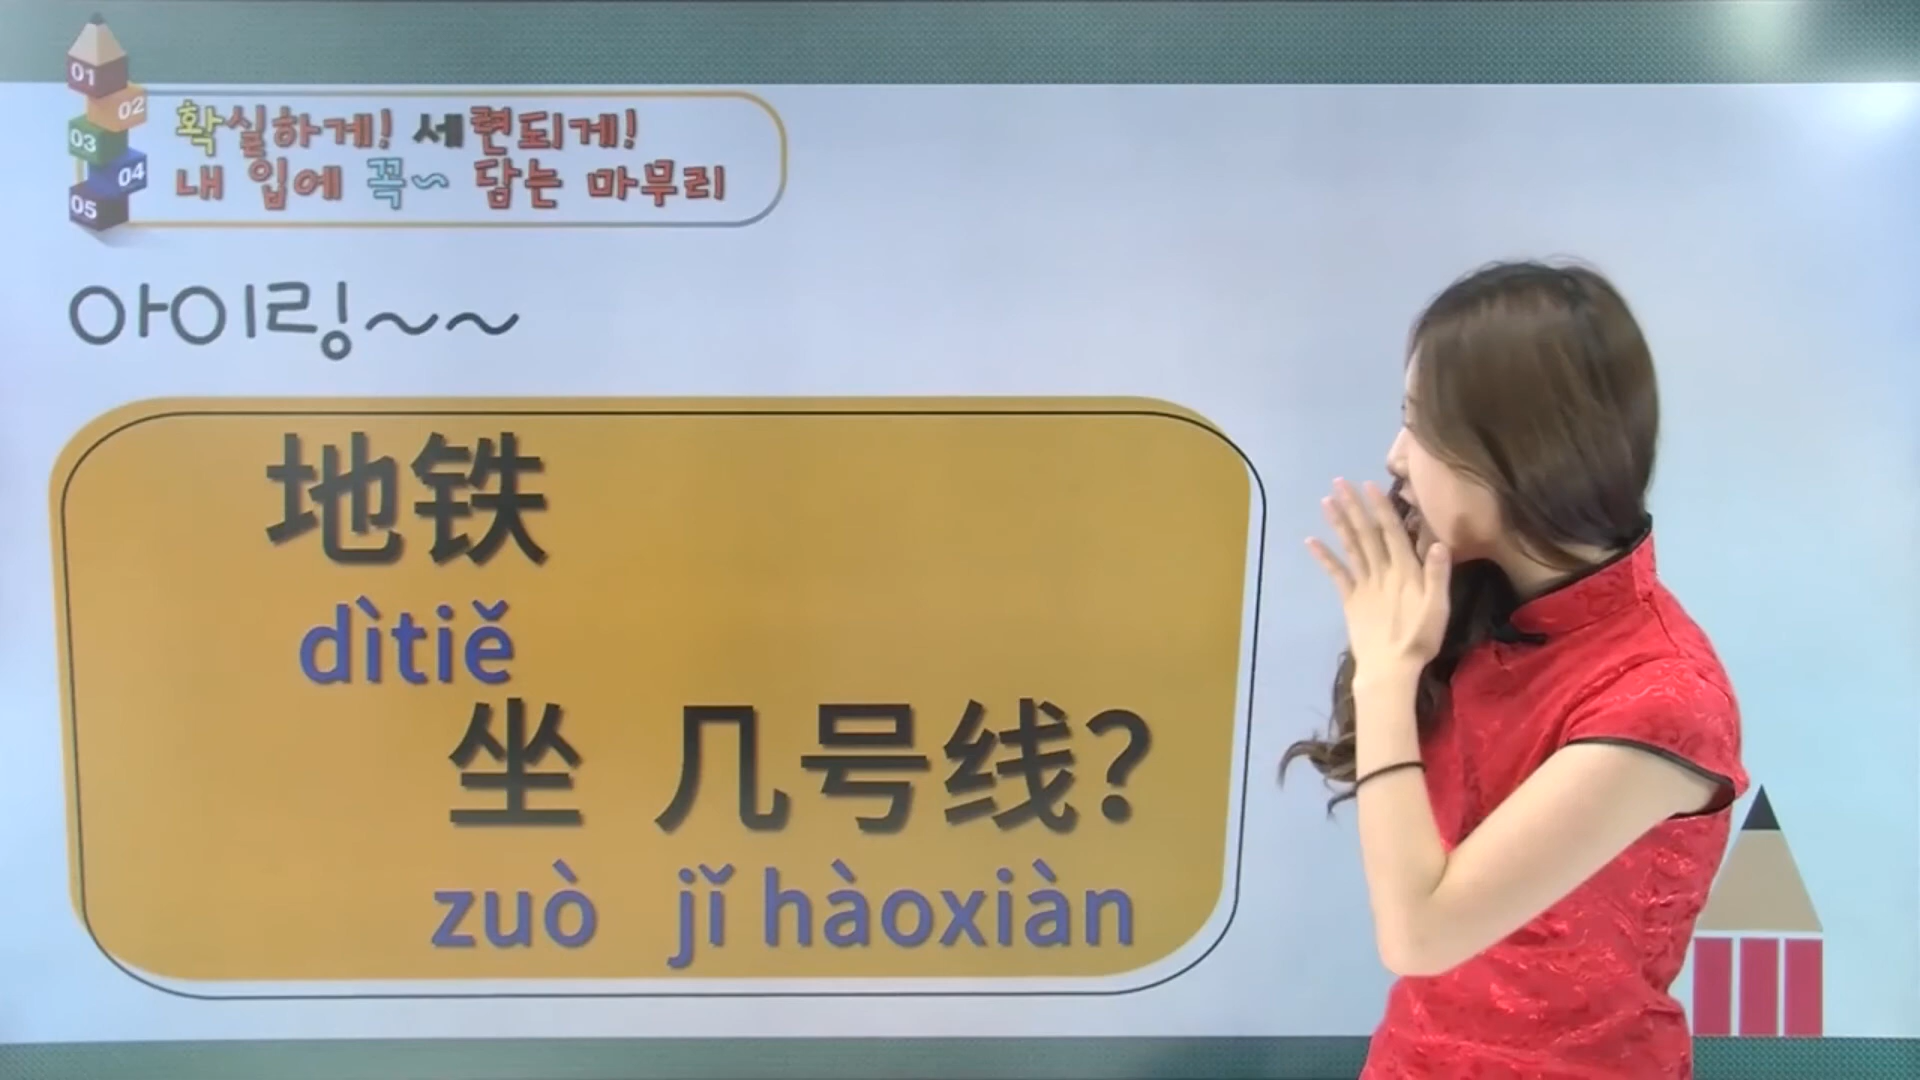 01
02
03
04
05
확실하게! 세련되게!
내 입에 꼭~ 담는 마무리
아이링~~
地铁
dìtiě
坐 几号线?
zuò jǐ hàoxiàn